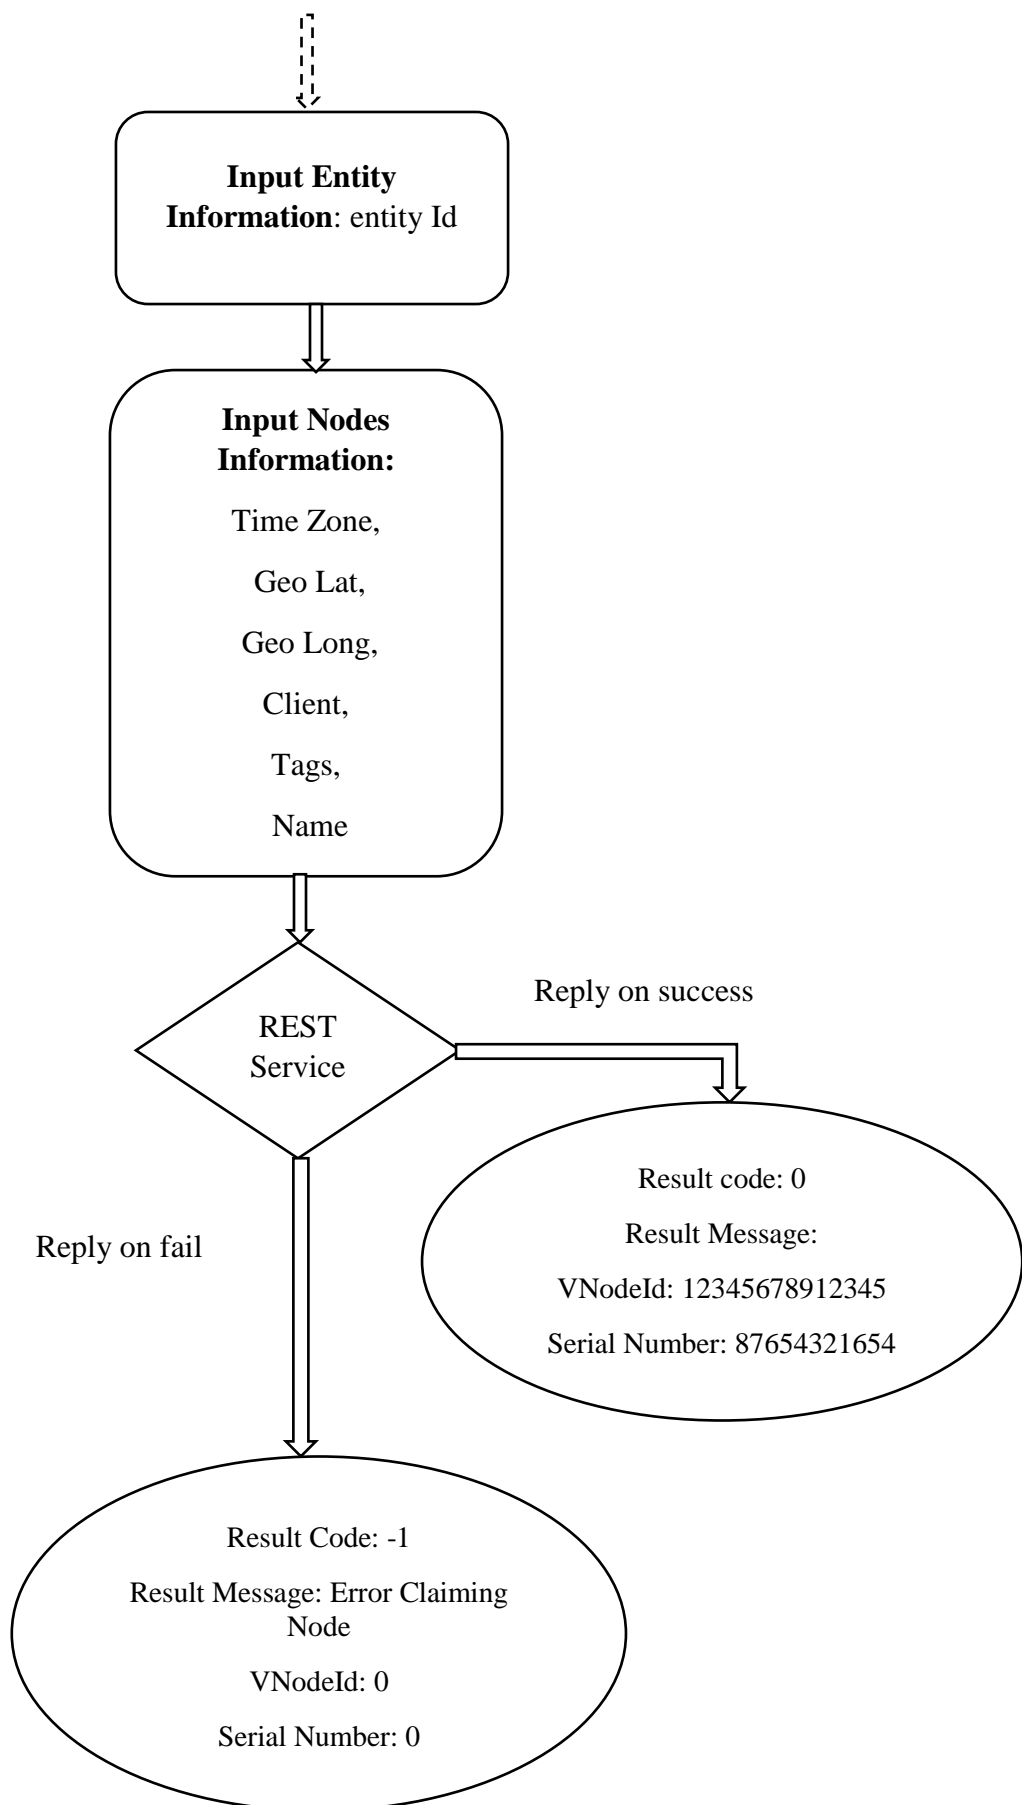 Input Entity
Information: entity Id
Input Nodes
Information:
Time Zone,
Geo Lat,
Geo Long,
Client,
Tags,
Name
REST
Service
Reply on success
Result code: 0
Result Message:
VNodeId: 12345678912345
Serial Number: 87654321654
Reply on fail
Result Code: -1
Result Message: Error Claiming
Node
VNodeId: 0
Serial Number: 0